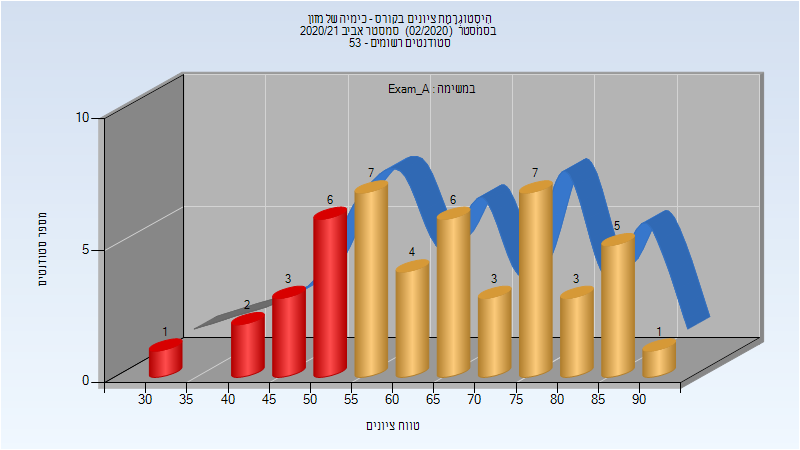 היסטוגרמת ציונים בקורס - כימיה של מזון
בסמסטר (02/2020) סמסטר אביב 2020/21
סטודנטים רשומים - 53
במשימה : Exam_A
מספר סטודנטים
10
5
0
1
2
3
6
7
4
6
3
7
3
5
1
30 35 40 45 50 55 60 65 70 75 80 85 90
טווח ציונים